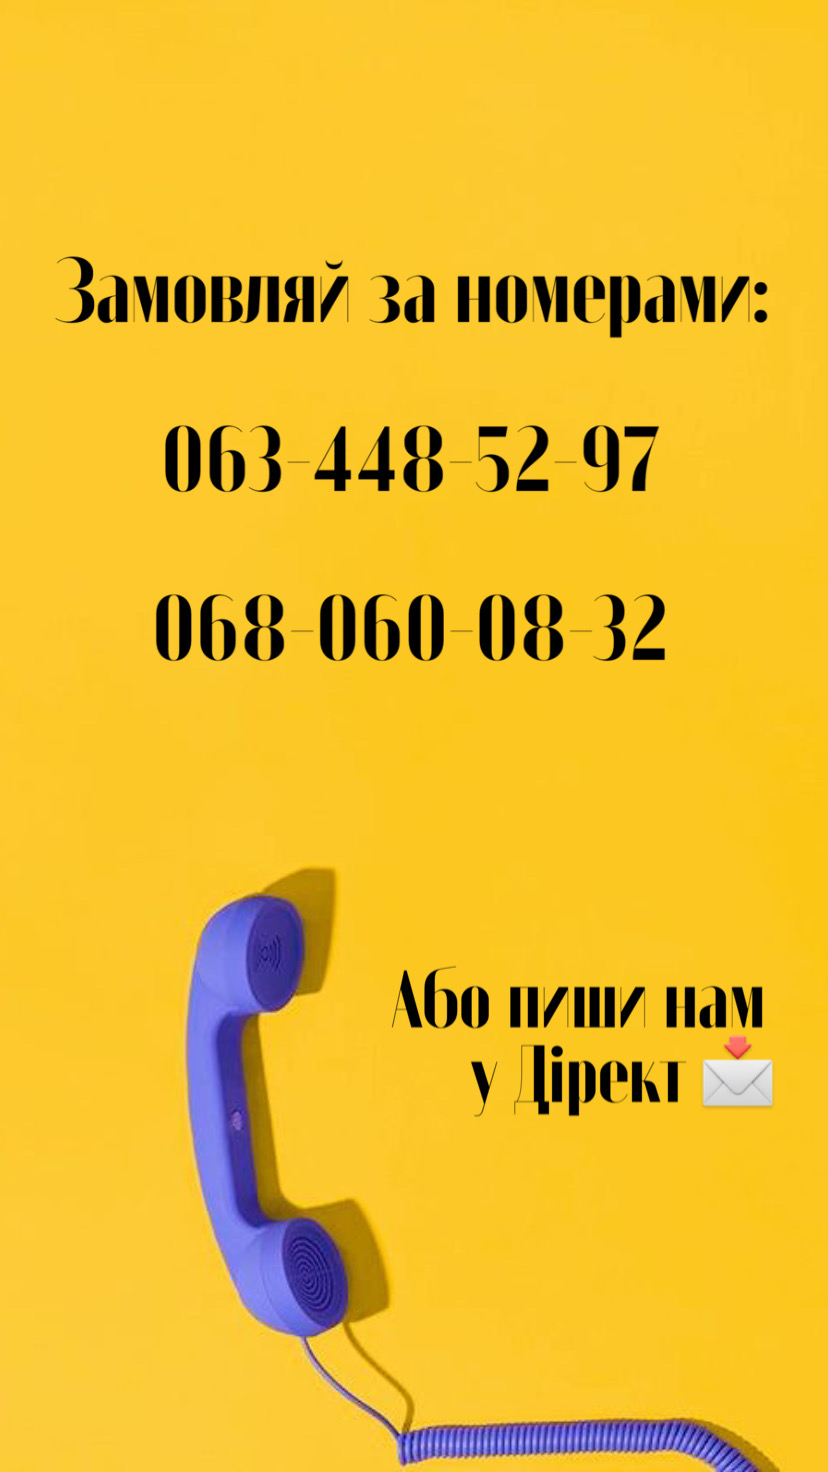 Замовляй за номерами:
063-448-52-97
068-060-08-32
Або пиши нам
у Дірект 📩